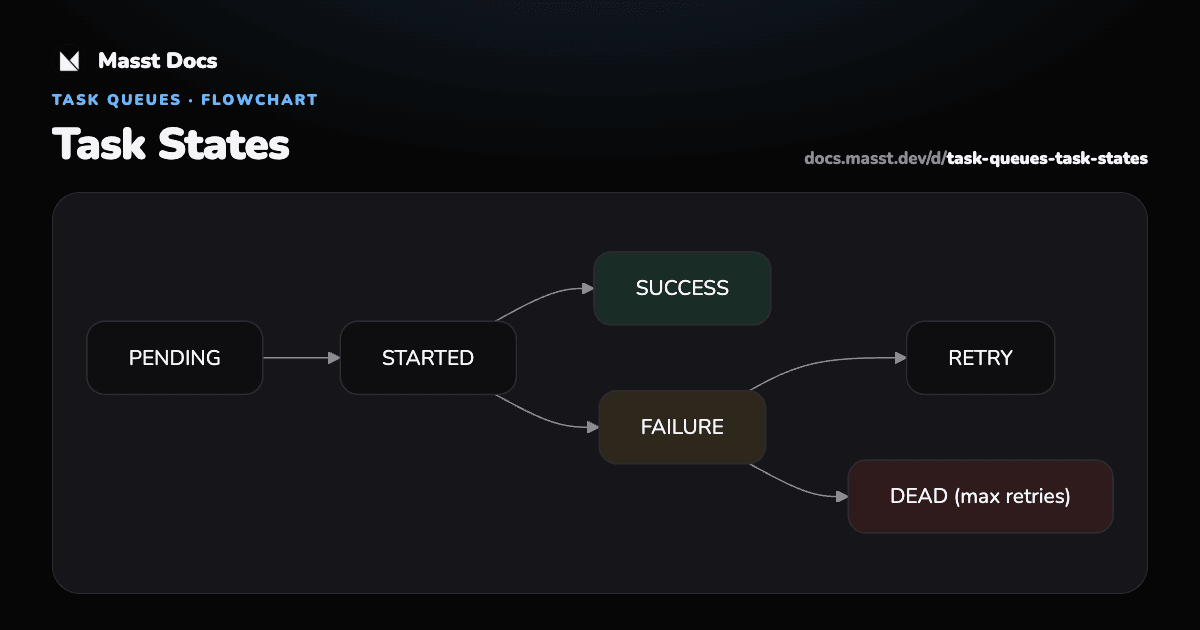 Masst Docs
TASK QUEUES · FLOWCHART
Task States
docs.masst.dev/d/task-queues-task-states
SUCCESS
PENDING
STARTED
RETRY
FAILURE
DEAD (max retries)